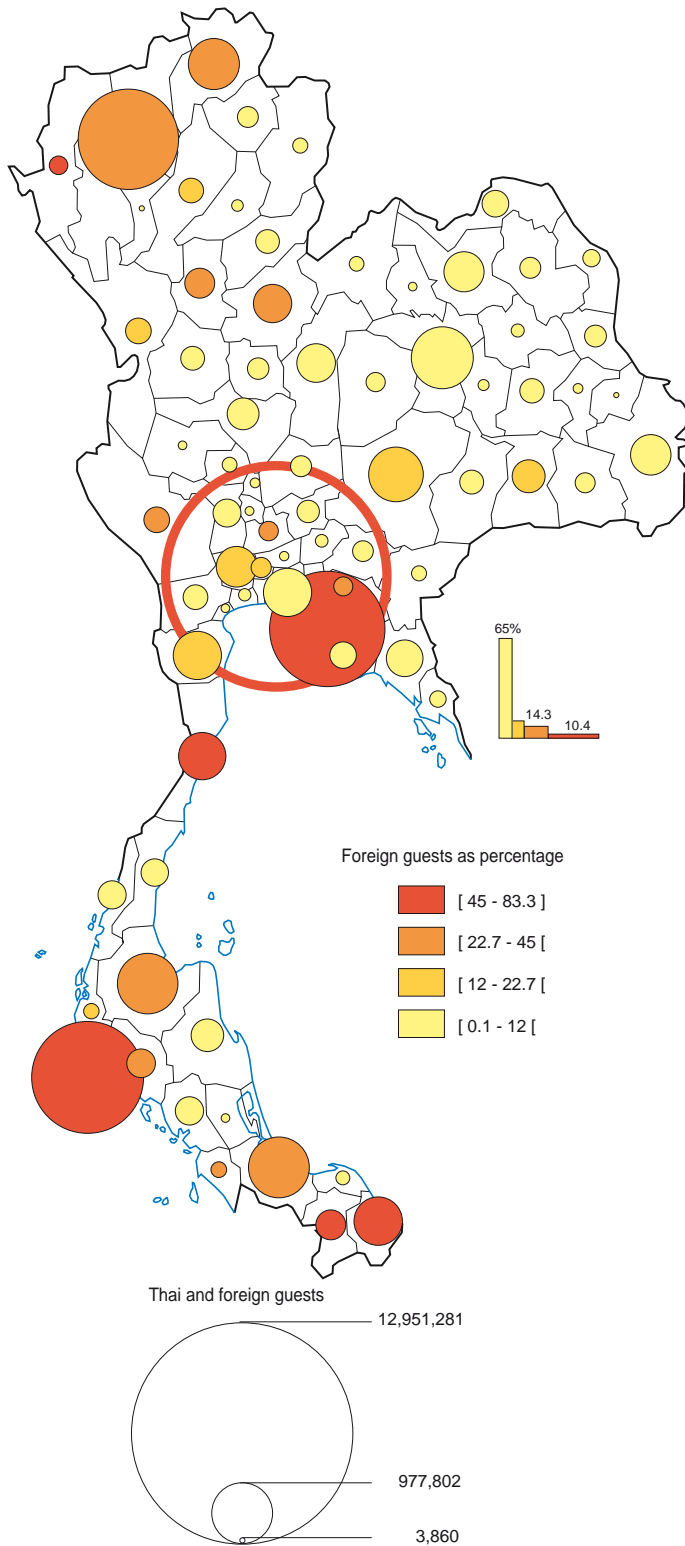 65%
14.3
10.4
Foreign guests as percentage
[ 45 - 83.3 ]
[ 22.7 - 45 [
[ 12 - 22.7 [
[ 0.1 - 12 [
Thai and foreign guests
12,951,281
977,802
3,860